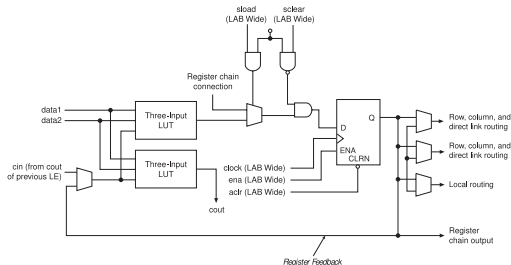 sload
(LAB Wide)
sclear
(LAB Wide)
Register chain
connection
data1
data2
Three-Input
LUT
Three-Input
LUT
cin (from cout
of previous LE)
cout
clock (LAB Wide)
ena (LAB Wide)
aclr (LAB Wide)
D
Q
ENA
CLRN
Row, column, and
direct link routing
Row, column, and
direct link routing
Local routing
Register
chain output
Register Feedback